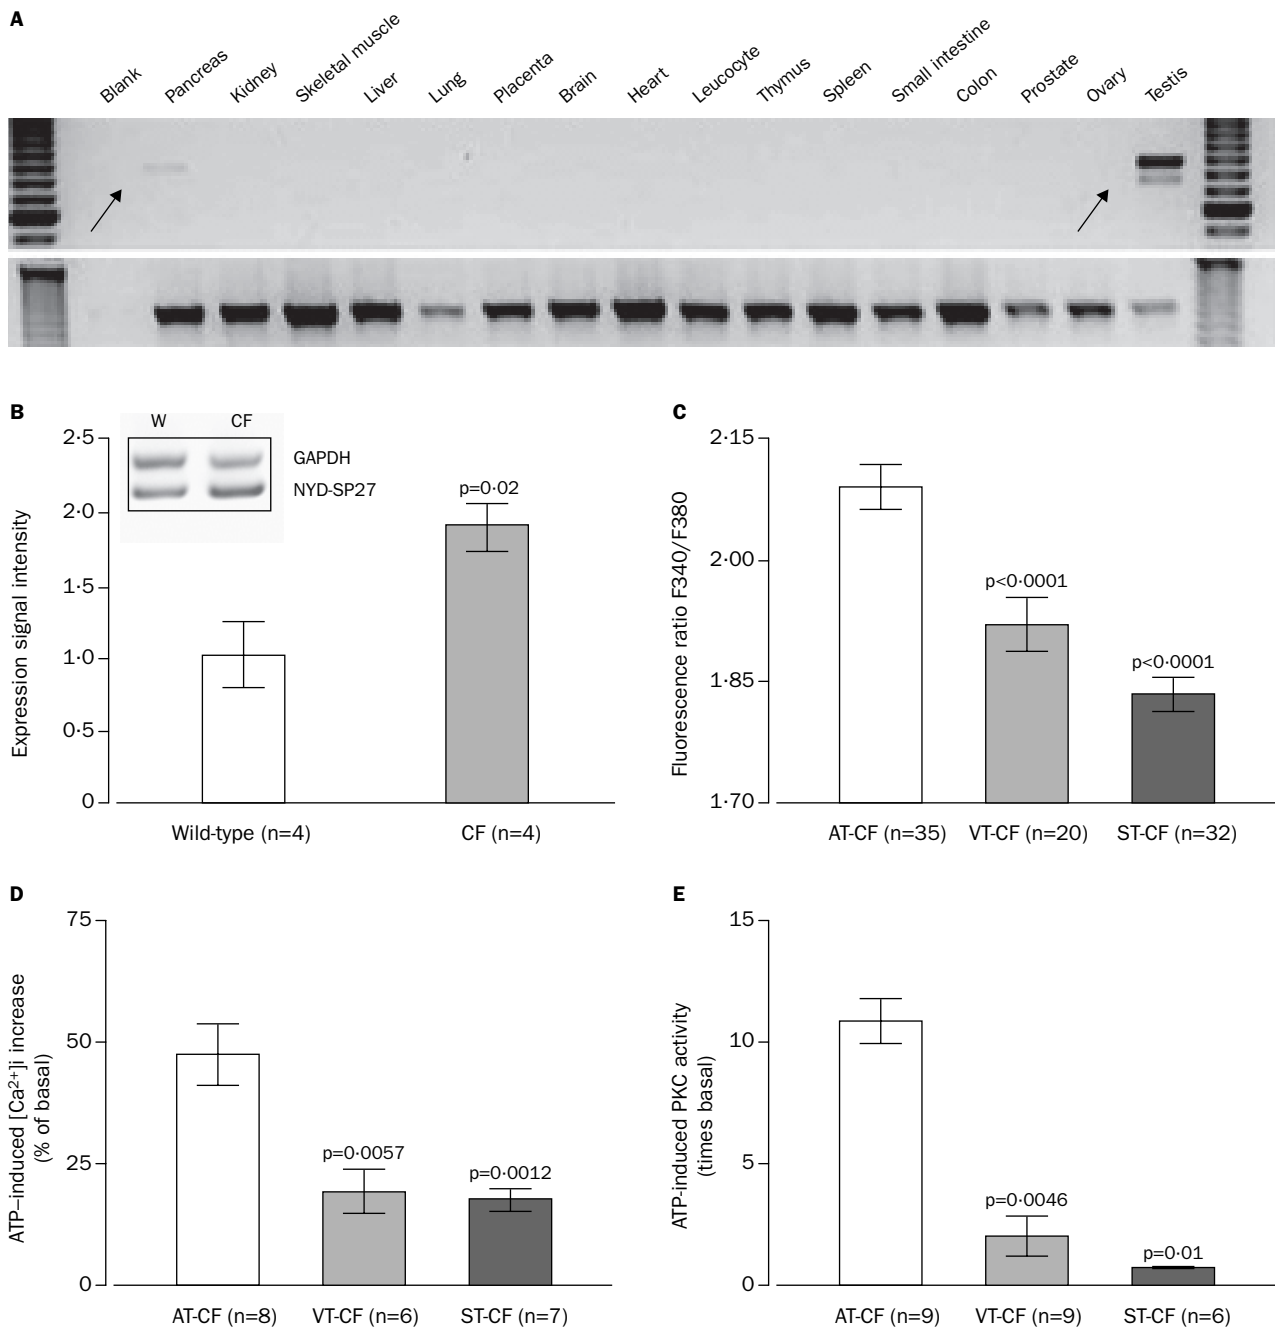 A
Blank
Pancreas
Kidney
Skeletal muscle
Liver
Lung
Placenta
Brain
Heart
Leucocyte
Thymus
Spleen
Small intestine
Colon
Prostate
Ovary
Testis
B
W CF
GAPDH
NYD-SP27
Expression signal intensity
2·5
2·0
1·5
1·0
0·5
0
p=0·02
Wild-type (n=4) CF (n=4)
C
Fluorescence ratio F340/F380
2·15
2·00
1·85
1·70
p<0·0001
p<0·0001
AT-CF (n=35) VT-CF (n=20) ST-CF (n=32)
D
ATP–induced [Ca²⁺]i increase
(% of basal)
75
50
25
0
p=0·0057
p=0·0012
AT-CF (n=8) VT-CF (n=6) ST-CF (n=7)
E
ATP-induced PKC activity
(times basal)
15
10
5
0
p=0·0046
p=0·01
AT-CF (n=9) VT-CF (n=9) ST-CF (n=6)